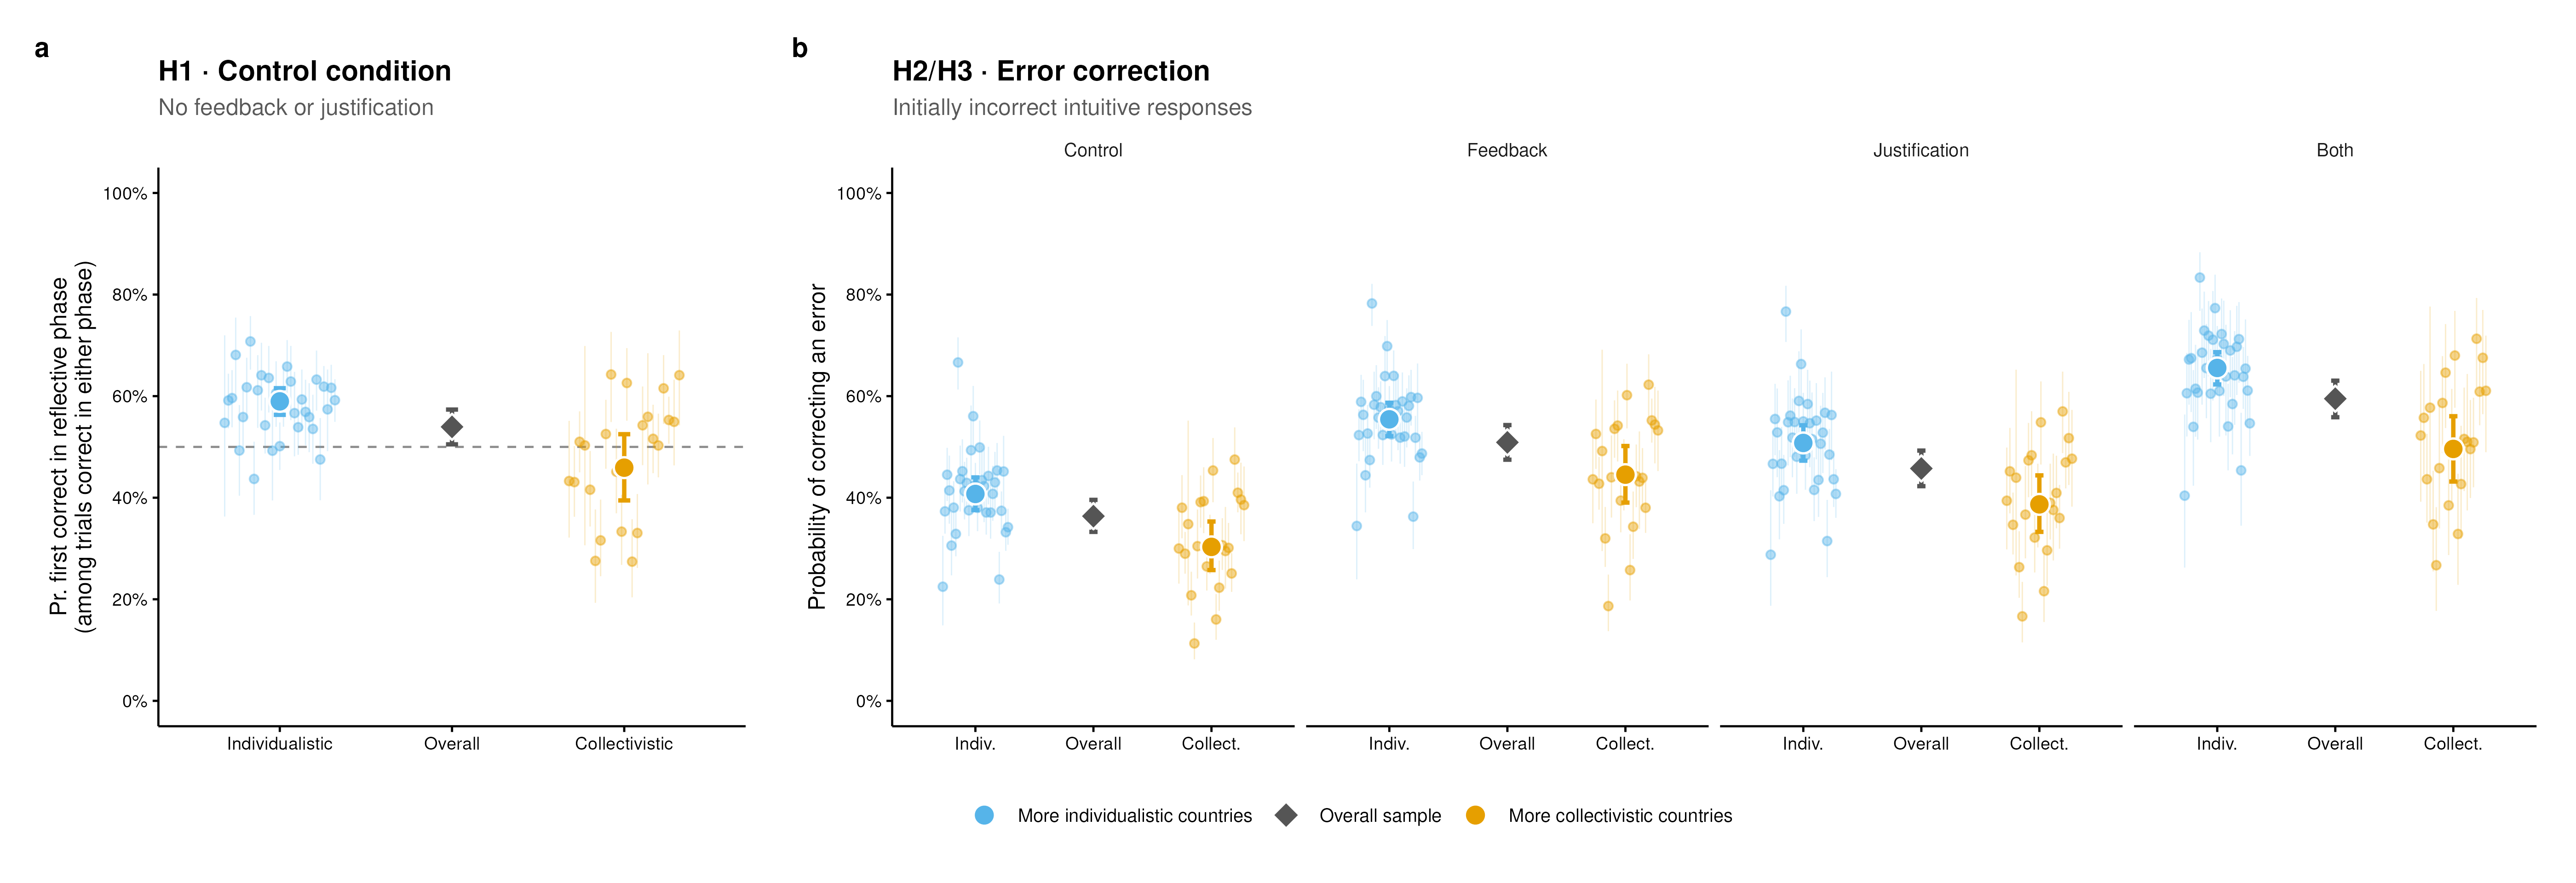 a
H1 · Control condition
No feedback or justification
Pr. first correct in reflective phase
(among trials correct in either phase)
100%
80%
60%
40%
20%
0%
Individualistic
Overall
Collectivistic
b
H2/H3 · Error correction
Initially incorrect intuitive responses
Control
Feedback
Justification
Both
Probability of correcting an error
100%
80%
60%
40%
20%
0%
Indiv.
Overall
Collect.
Indiv.
Overall
Collect.
Indiv.
Overall
Collect.
Indiv.
Overall
Collect.
More individualistic countries
Overall sample
More collectivistic countries